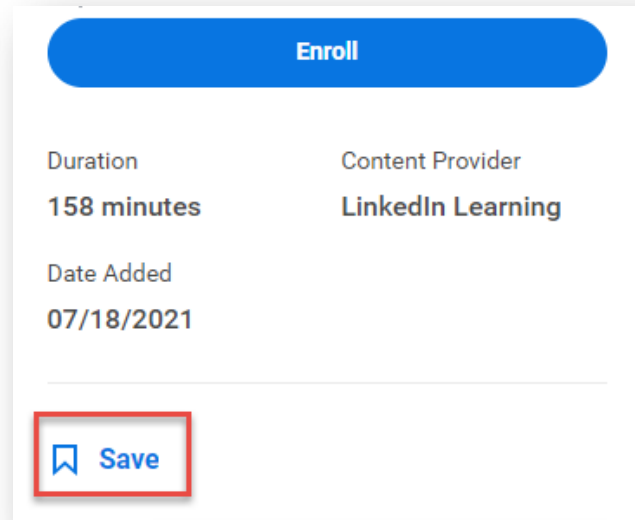 Enroll
Duration
Content Provider
158 minutes
LinkedIn Learning
Date Added
07/18/2021
Save